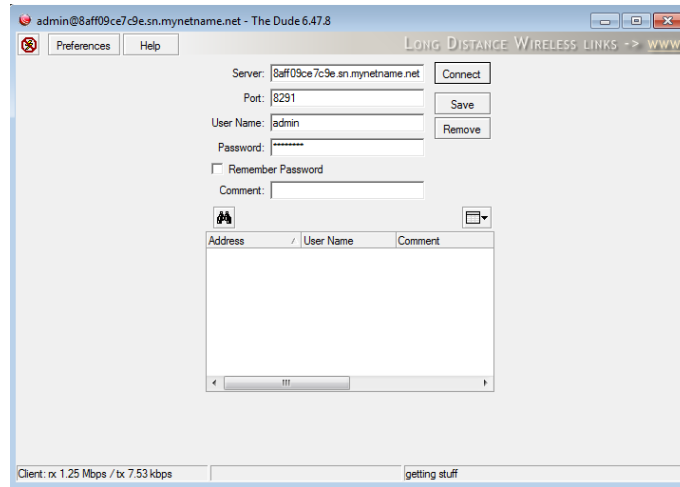 admin@8aff09ce7c9e.sn.mynetname.net - The Dude 6.47.8
Preferences Help LONG DISTANCE WIRELESS LINKS -> WWW
Server: 8aff09ce7c9e.sn.mynetname.net Connect
Port: 8291 Save
User Name: admin Remove
Password: ********
Remember Password
Comment:
Address / User Name Comment
Client: rx 1.25 Mbps / tx 7.53 kbps getting stuff